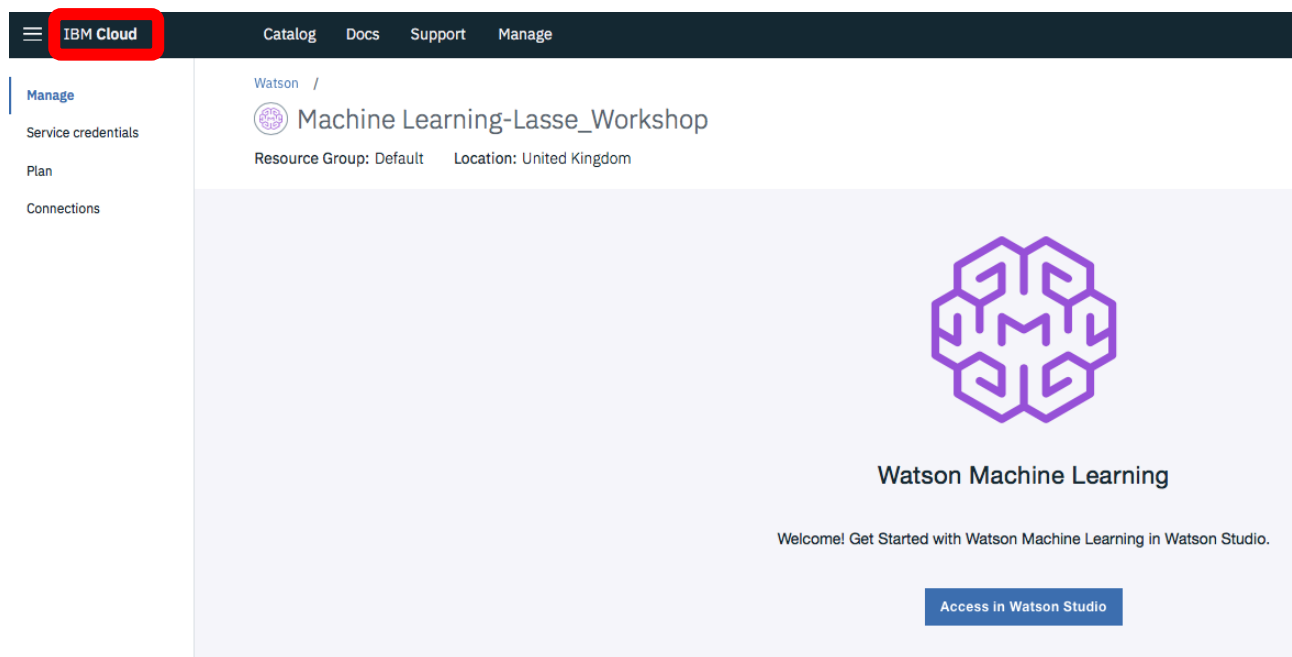 IBM Cloud Catalog Docs Support Manage
Manage
Service credentials
Plan
Connections
Watson /
Machine Learning-Lasse_Workshop
Resource Group: Default Location: United Kingdom
Watson Machine Learning
Welcome! Get Started with Watson Machine Learning in Watson Studio.
Access in Watson Studio